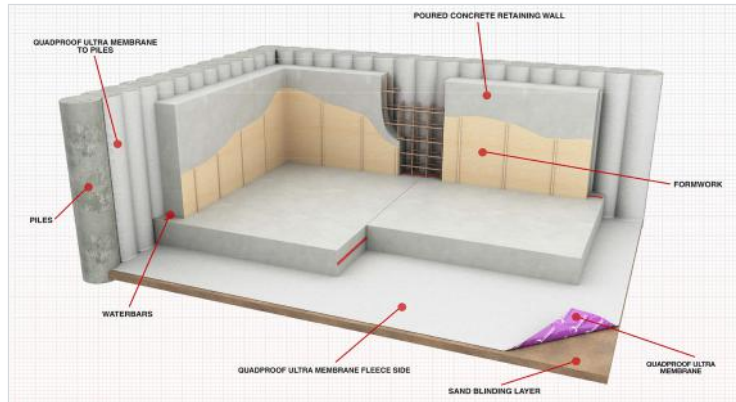 POURED CONCRETE RETAINING WALL
QUADPROOF ULTRA MEMBRANE
TO PILES
FORMWORK
PILES
WATERBARS
QUADPROOF ULTRA MEMBRANE FLEECE SIDE
QUADPROOF ULTRA
MEMBRANE
SAND BLINDING LAYER